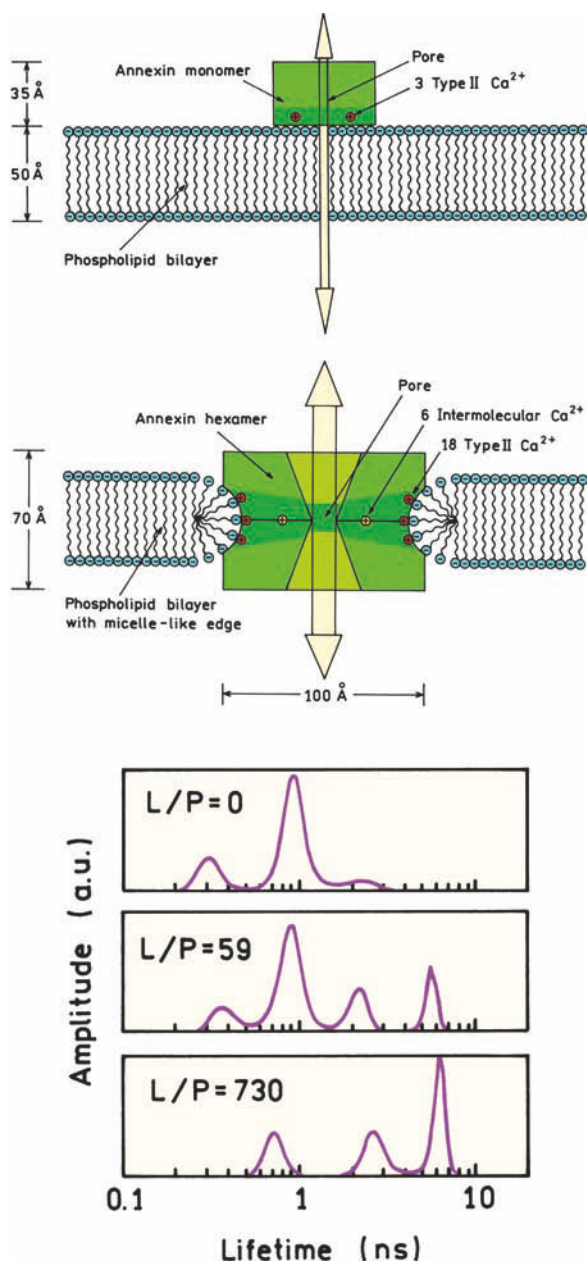 Annexin monomer
Pore
3 Type II Ca2+
35 Å
50 Å
Phospholipid bilayer
Pore
Annexin hexamer
6 Intermolecular Ca2+
18 Type II Ca2+
70 Å
Phospholipid bilayer
with micelle-like edge
100 Å
L/P=0
L/P=59
L/P=730
Amplitude (a.u.)
0.1 1 10
Lifetime (ns)